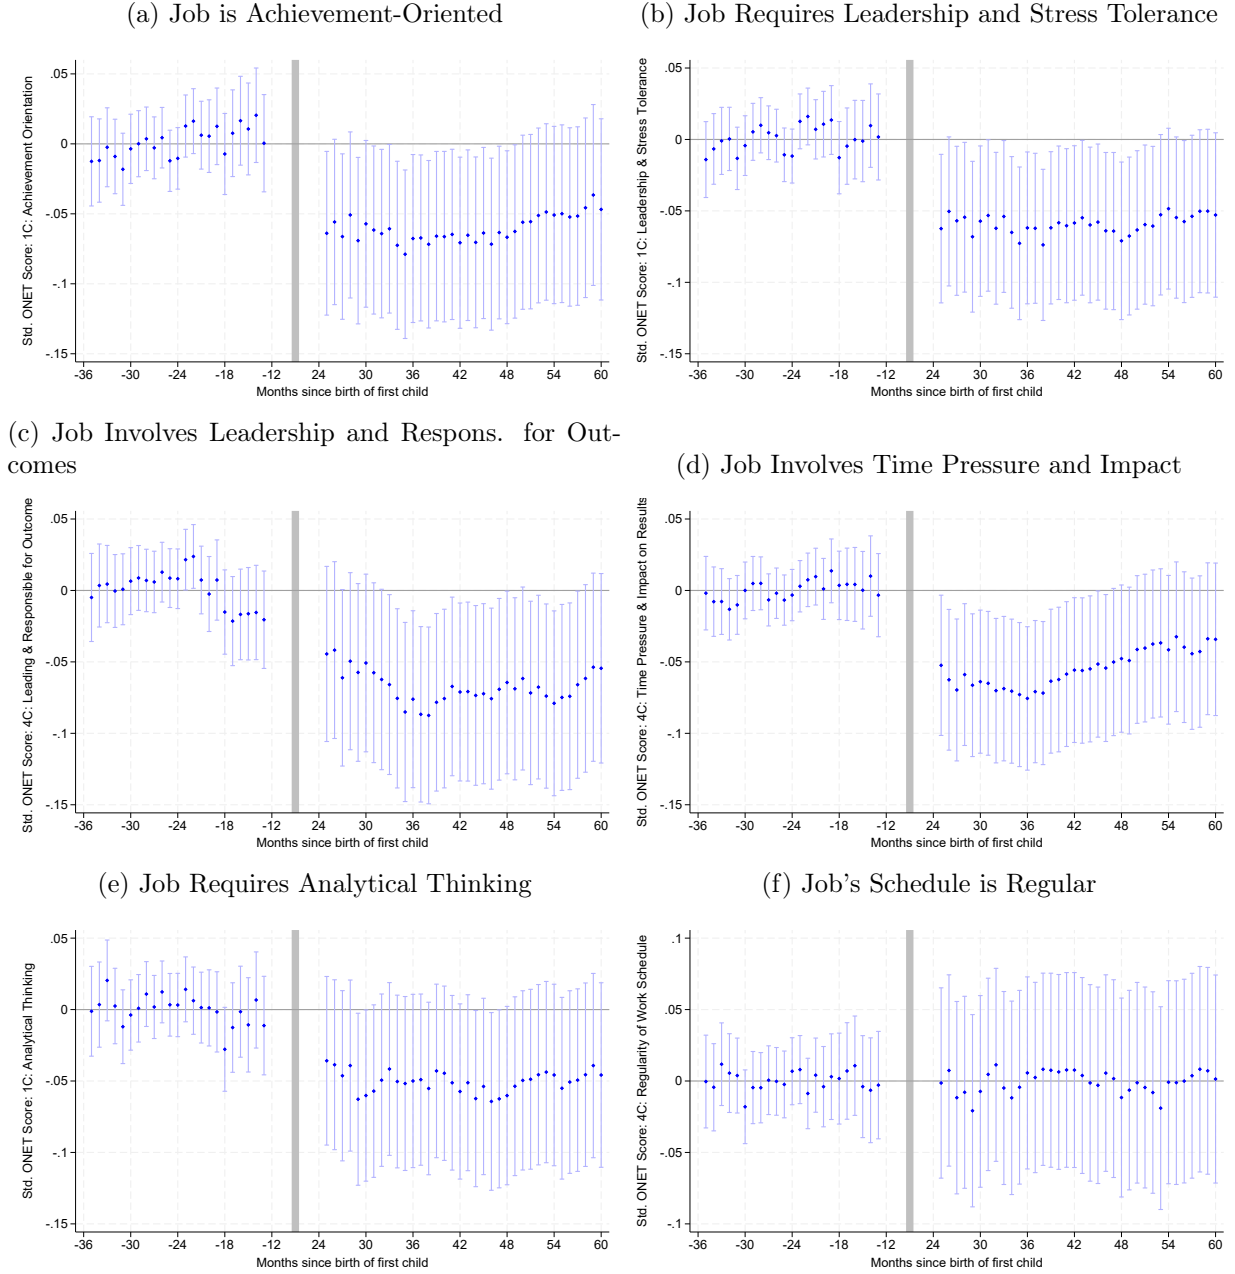 (a) Job is Achievement-Oriented
Std. ONET Score: 1C: Achievement Orientation
.05
0
-.05
-.1
-.15
-36 -30 -24 -18 -12 24 30 36 42 48 54 60
Months since birth of first child
(b) Job Requires Leadership and Stress Tolerance
Std. ONET Score: 1C: Leadership & Stress Tolerance
.05
0
-.05
-.1
-.15
-36 -30 -24 -18 -12 24 30 36 42 48 54 60
Months since birth of first child
(c) Job Involves Leadership and Respons. for Out-
comes
Std. ONET Score: 4C: Leading & Responsible for Outcome
.05
0
-.05
-.1
-.15
-36 -30 -24 -18 -12 24 30 36 42 48 54 60
Months since birth of first child
(d) Job Involves Time Pressure and Impact
Std. ONET Score: 4C: Time Pressure & Impact on Results
.05
0
-.05
-.1
-.15
-36 -30 -24 -18 -12 24 30 36 42 48 54 60
Months since birth of first child
(e) Job Requires Analytical Thinking
Std. ONET Score: 1C: Analytical Thinking
.05
0
-.05
-.1
-.15
-36 -30 -24 -18 -12 24 30 36 42 48 54 60
Months since birth of first child
(f) Job's Schedule is Regular
Std. ONET Score: 4C: Regularity of Work Schedule
.1
.05
0
-.05
-.1
-36 -30 -24 -18 -12 24 30 36 42 48 54 60
Months since birth of first child